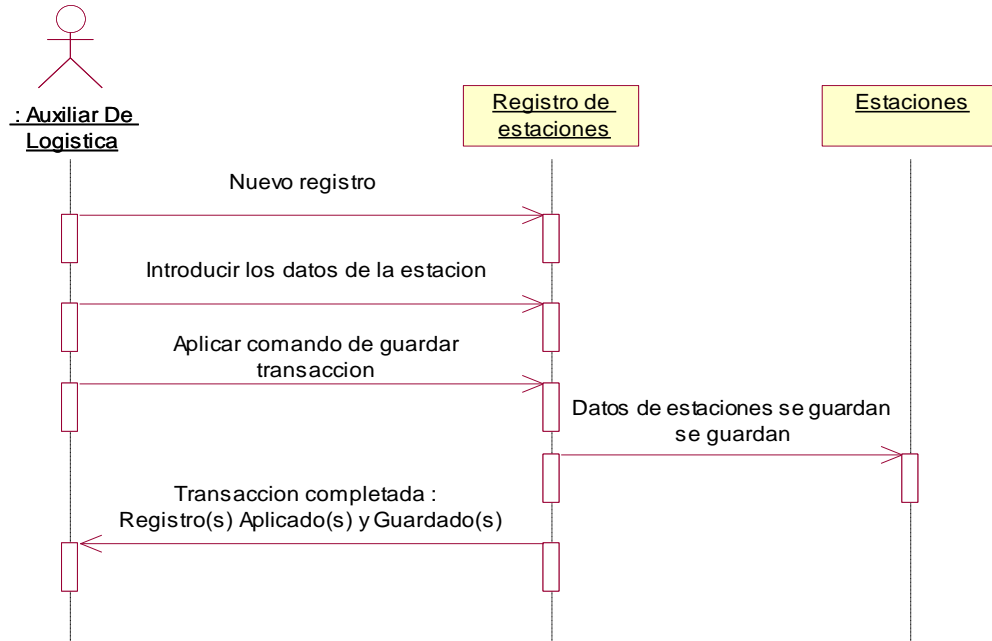 : Auxiliar De
Logistica
Registro de
estaciones
Estaciones
Nuevo registro
Introducir los datos de la estacion
Aplicar comando de guardar
transaccion
Datos de estaciones se guardan
se guardan
Transaccion completada :
Registro(s) Aplicado(s) y Guardado(s)